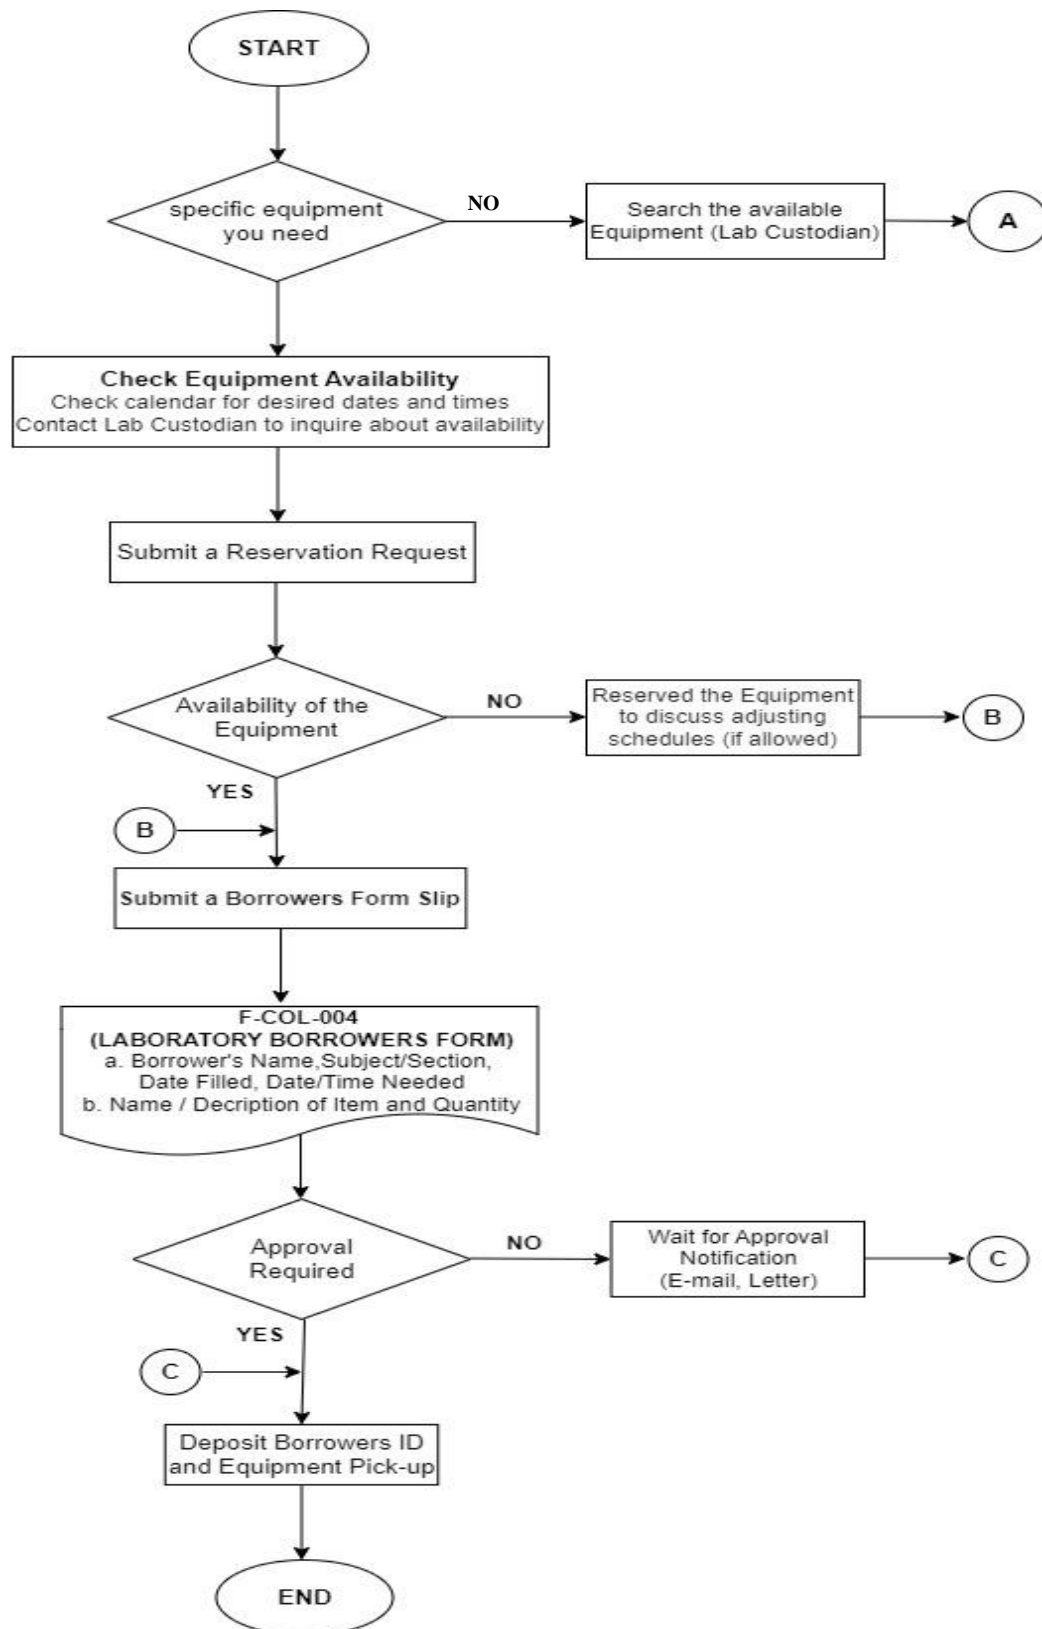 START
specific equipment
you need
NO
Search the available
Equipment (Lab Custodian)
A
Check Equipment Availability
Check calendar for desired dates and times
Contact Lab Custodian to inquire about availability
Submit a Reservation Request
Availability of the
Equipment
NO
Reserved the Equipment
to discuss adjusting
schedules (if allowed)
B
YES
B
Submit a Borrowers Form Slip
F-COL-004
(LABORATORY BORROWERS FORM)
a. Borrower's Name,Subject/Section,
Date Filled, Date/Time Needed
b. Name / Decription of Item and Quantity
Approval
Required
NO
Wait for Approval
Notification
(E-mail, Letter)
C
YES
C
Deposit Borrowers ID
and Equipment Pick-up
END